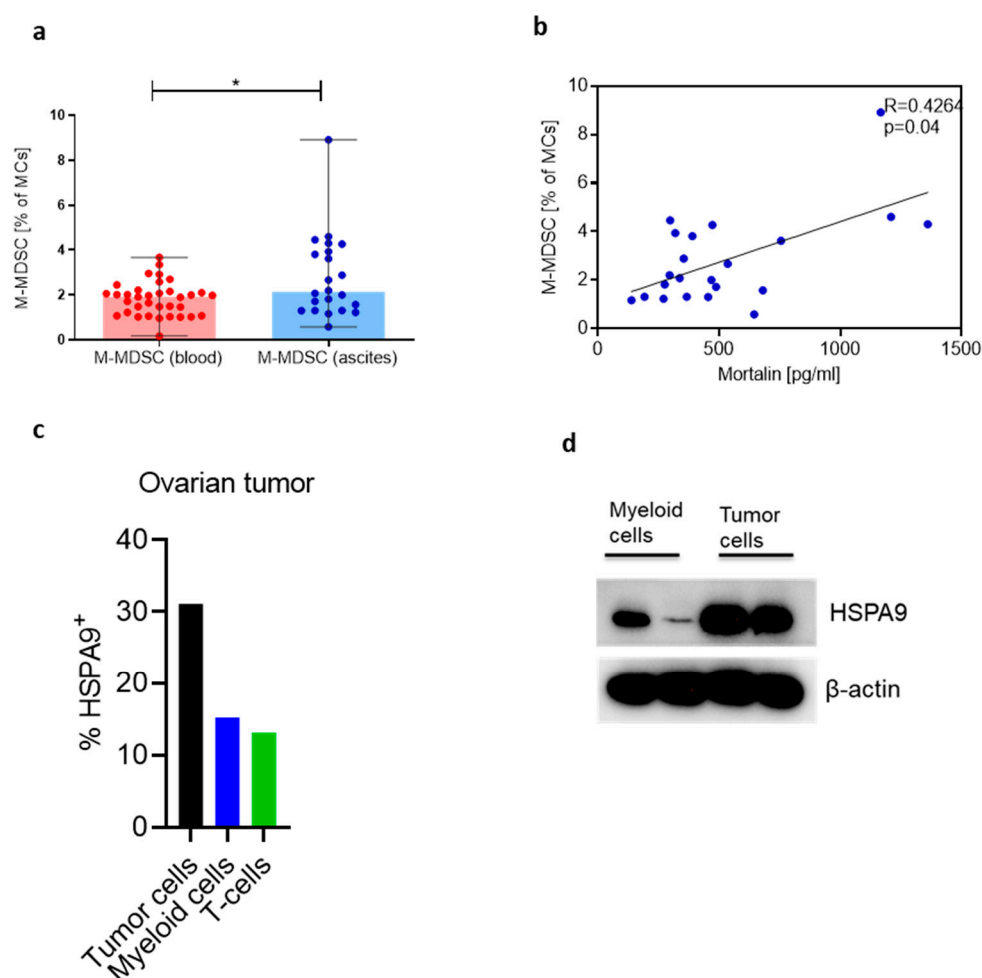 a
*
10
8
6
4
2
0
M-MDSC [% of MCs]
M-MDSC (blood)
M-MDSC (ascites)
b
R=0.4264
p=0.04
10
8
6
4
2
0
M-MDSC [% of MCs]
0
500
1000
1500
Mortalin [pg/ml]
c
Ovarian tumor
40
30
20
10
0
% HSPA9+
Tumor cells
Myeloid cells
T-cells
d
Myeloid
cells
Tumor
cells
HSPA9
β-actin